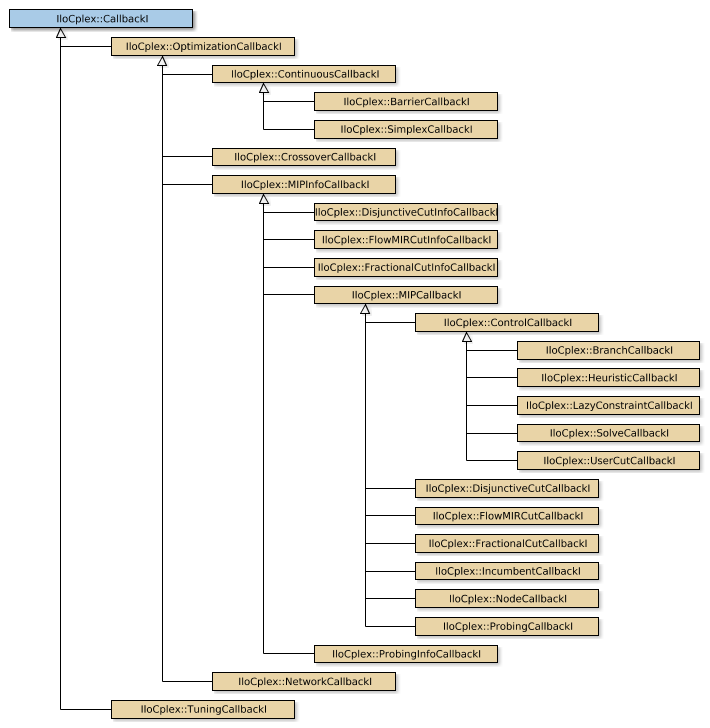 IloCplex::CallbackI
IloCplex::OptimizationCallbackI
IloCplex::ContinuousCallbackI
IloCplex::BarrierCallbackI
IloCplex::SimplexCallbackI
IloCplex::CrossoverCallbackI
IloCplex::MIPInfoCallbackI
IloCplex::DisjunctiveCutInfoCallbackI
IloCplex::FlowMIRCutInfoCallbackI
IloCplex::FractionalCutInfoCallbackI
IloCplex::MIPCallbackI
IloCplex::ControlCallbackI
IloCplex::BranchCallbackI
IloCplex::HeuristicCallbackI
IloCplex::LazyConstraintCallbackI
IloCplex::SolveCallbackI
IloCplex::UserCutCallbackI
IloCplex::DisjunctiveCutCallbackI
IloCplex::FlowMIRCutCallbackI
IloCplex::FractionalCutCallbackI
IloCplex::IncumbentCallbackI
IloCplex::NodeCallbackI
IloCplex::ProbingCallbackI
IloCplex::ProbingInfoCallbackI
IloCplex::NetworkCallbackI
IloCplex::TuningCallbackI